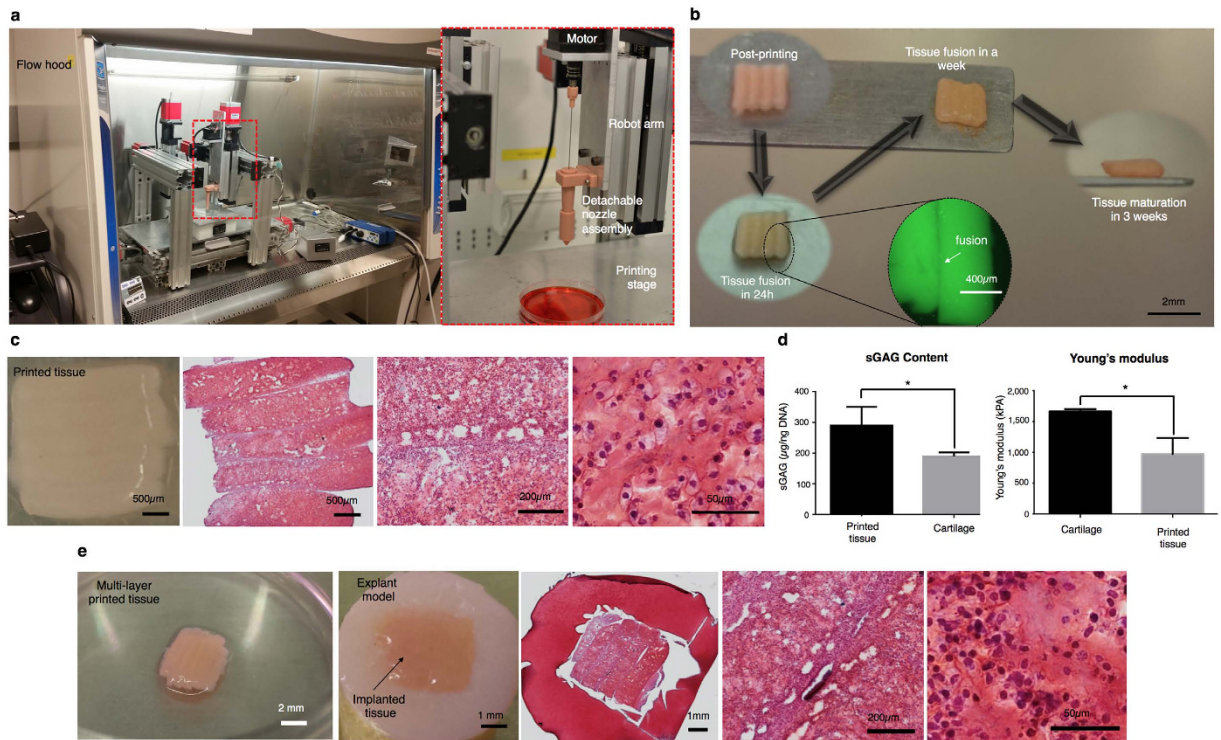 a
Flow hood
Motor
Robot arm
Detachable
nozzle
assembly
Printing
stage
b
Post-printing
Tissue fusion in a
week
Tissue maturation
in 3 weeks
Tissue fusion
in 24h
fusion
400µm
2mm
c
Printed tissue
500µm
500µm
200µm
50µm
d
sGAG Content
*
sGAG (µg/ng DNA)
400
300
200
100
0
Printed
tissue
Cartilage
Young's modulus
*
Young's modulus (kPA)
2,000
1,500
1,000
500
0
Cartilage
Printed
tissue
e
Multi-layer
printed tissue
2 mm
Explant
model
Implanted
tissue
1 mm
1mm
200µm
50µm